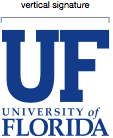 vertical signature
UF
UNIVERSITY of
FLORIDA